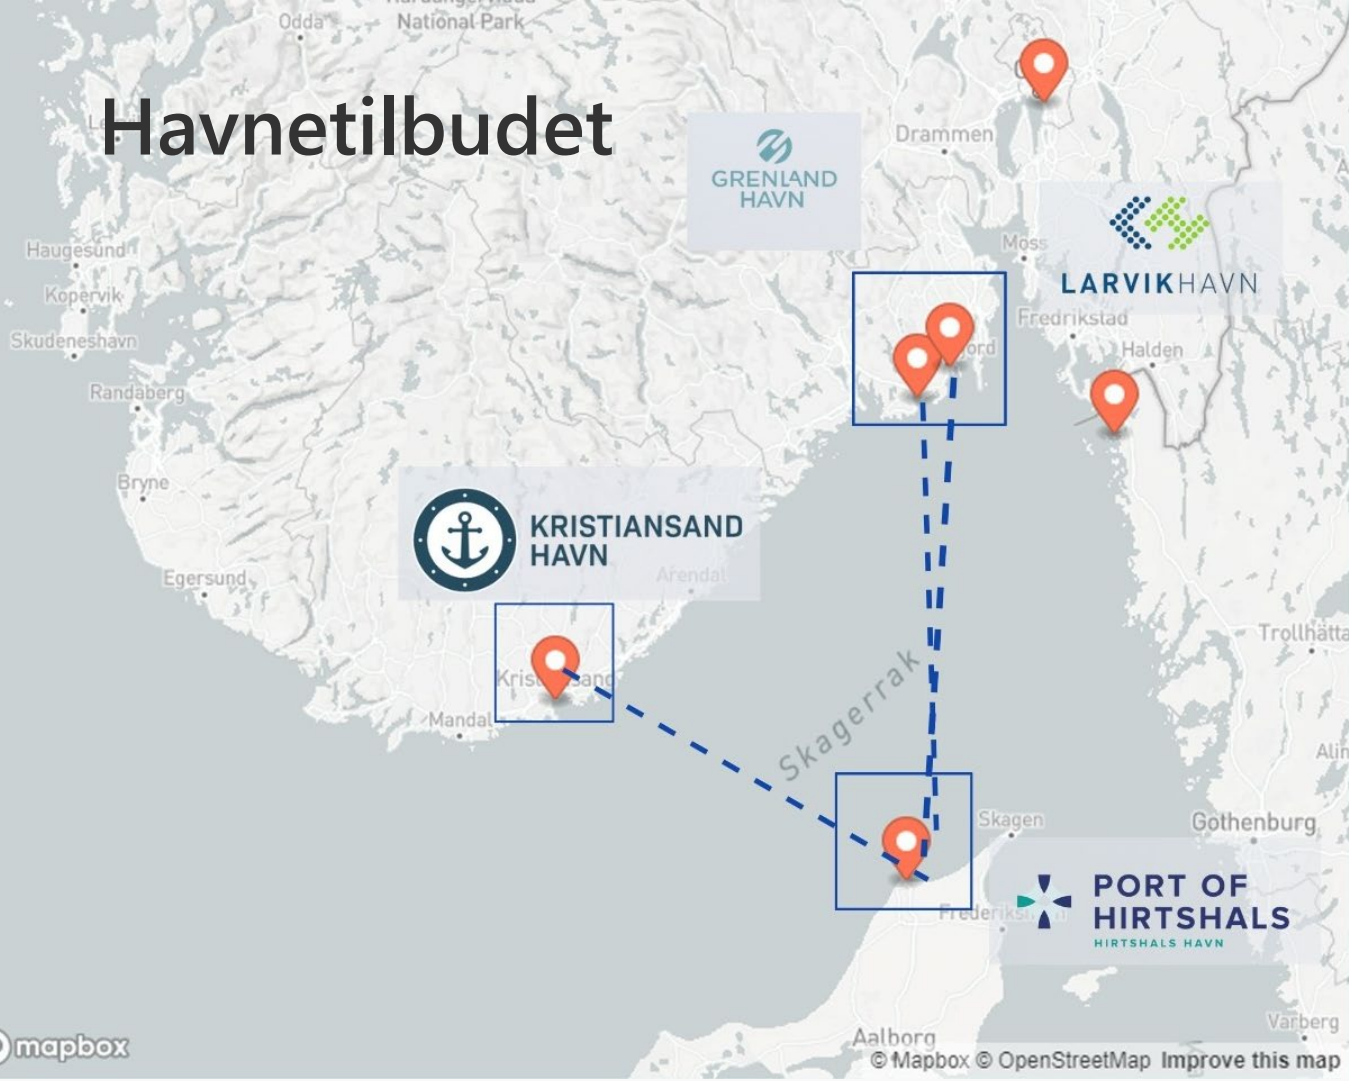 Odda
National Park
Havnetilbudet
Drammen
GRENLAND
HAVN
Haugesund
Moss
Kopervik
LARVIKHAVN
Skudeneshavn
Fredrikstad
Halden
Randaberg
Bryne
KRISTIANSAND
HAVN
Egersund
Arendal
Trollhätta
Skagerrak
Mandal
Skagen
Gothenburg
PORT OF
HIRTSHALS
HIRTSHALS HAVN
Aalborg
Varberg
mapbox
© Mapbox © OpenStreetMap Improve this map